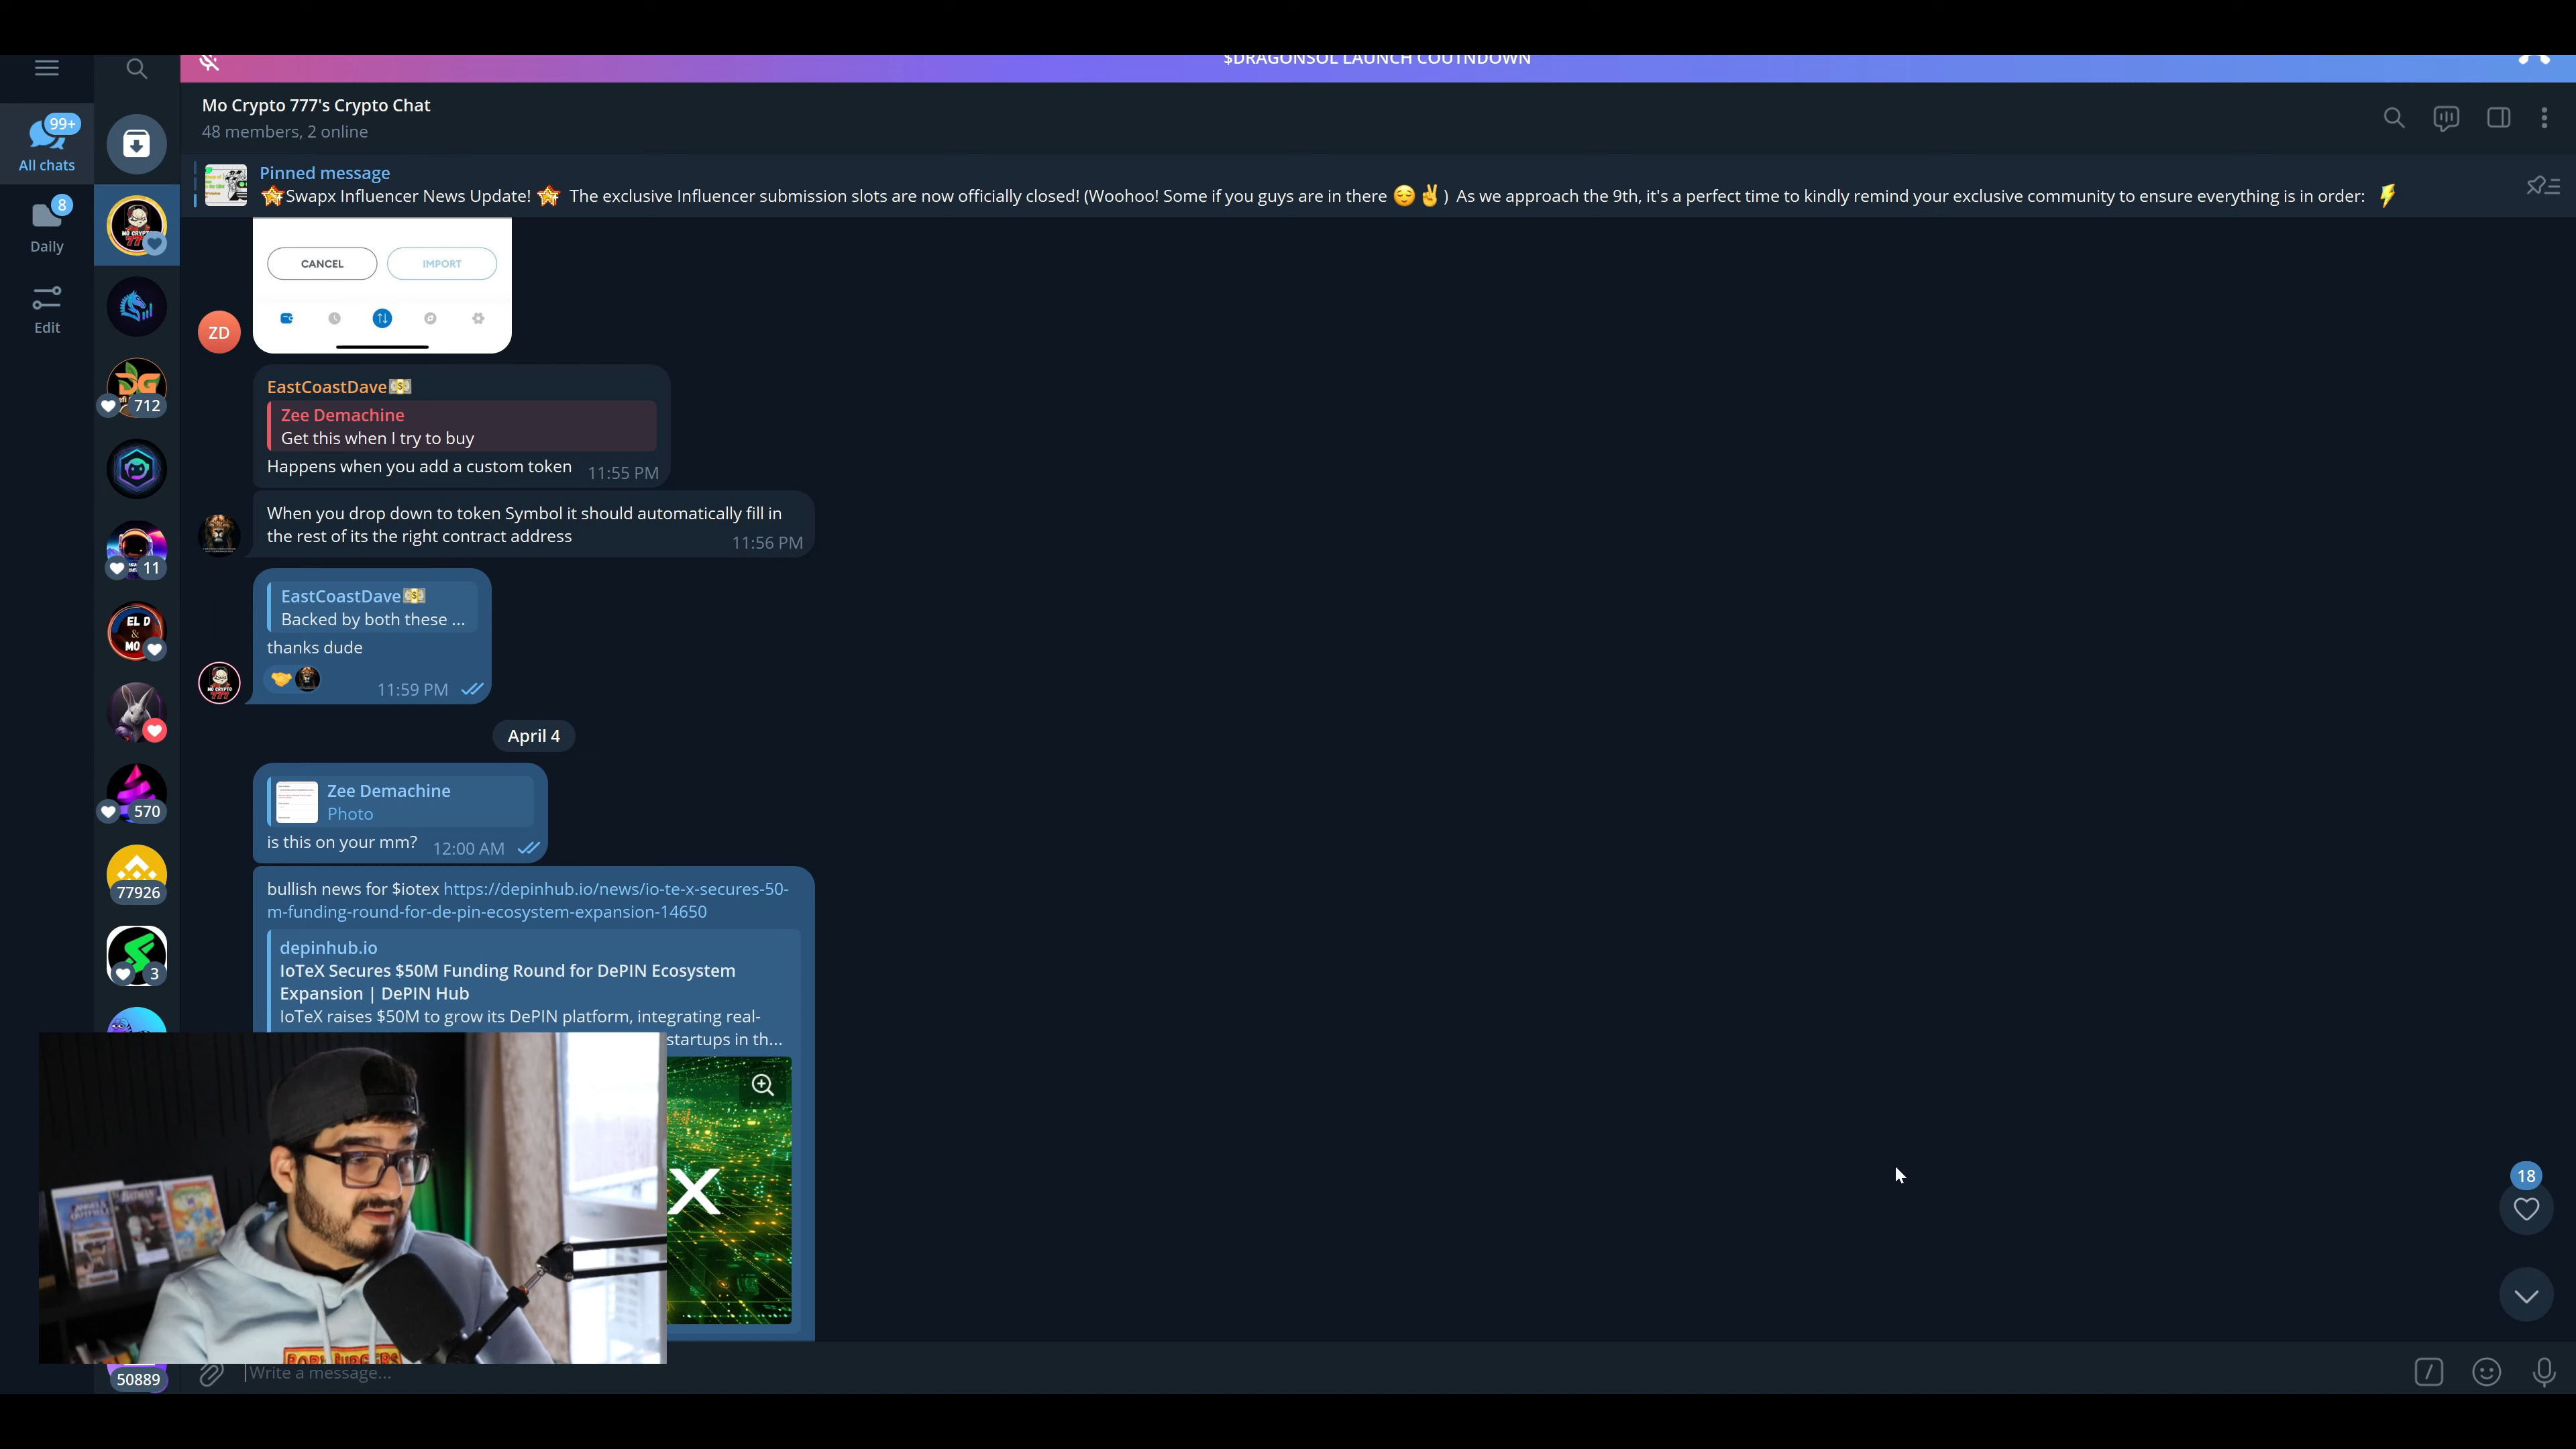 $DRAGONSOL LAUNCH COUTNDOWN
Mo Crypto 777's Crypto Chat
48 members, 2 online
99+
All chats
8
Daily
Edit
Pinned message
Swapx Influencer News Update! The exclusive Influencer submission slots are now officially closed! (Woohoo! Some if you guys are in there 😌✌) As we approach the 9th, it's a perfect time to kindly remind your exclusive community to ensure everything is in order: ⚡
CANCEL
IMPORT
ZD
EastCoastDave
Zee Demachine
Get this when I try to buy
Happens when you add a custom token 11:55 PM
When you drop down to token Symbol it should automatically fill in
the rest of its the right contract address
11:56 PM
EastCoastDave
Backed by both these ...
thanks dude
11:59 PM
April 4
Zee Demachine
Photo
is this on your mm? 12:00 AM
bullish news for $iotex https://depinhub.io/news/io-te-x-secures-50-
m-funding-round-for-de-pin-ecosystem-expansion-14650
depinhub.io
IoTeX Secures $50M Funding Round for DePIN Ecosystem
Expansion | DePIN Hub
IoTeX raises $50M to grow its DePIN platform, integrating real-
startups in th...
X
MO CRYPTO
777
DG
712
11
EL D
&
MO
570
77926
3
50889
18
Write a message...